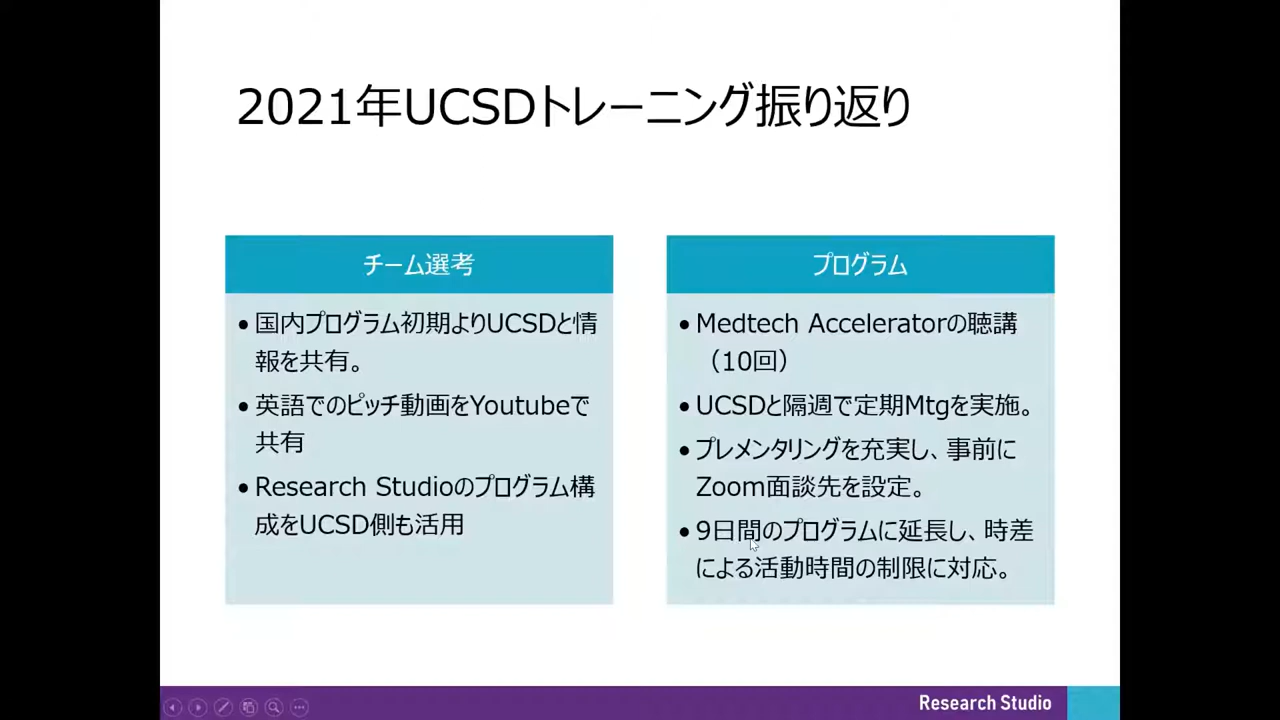 2021年UCSDトレーニング振り返り
チーム選考
• 国内プログラム初期よりUCSDと情
報を共有。
• 英語でのピッチ動画をYoutubeで
共有
• Research Studioのプログラム構
成をUCSD側も活用
プログラム
• Medtech Acceleratorの聴講
（10回）
• UCSDと隔週で定期Mtgを実施。
• プレメンタリングを充実し、事前に
Zoom面談先を設定。
• 9日間のプログラムに延長し、時差
による活動時間の制限に対応。
Research Studio